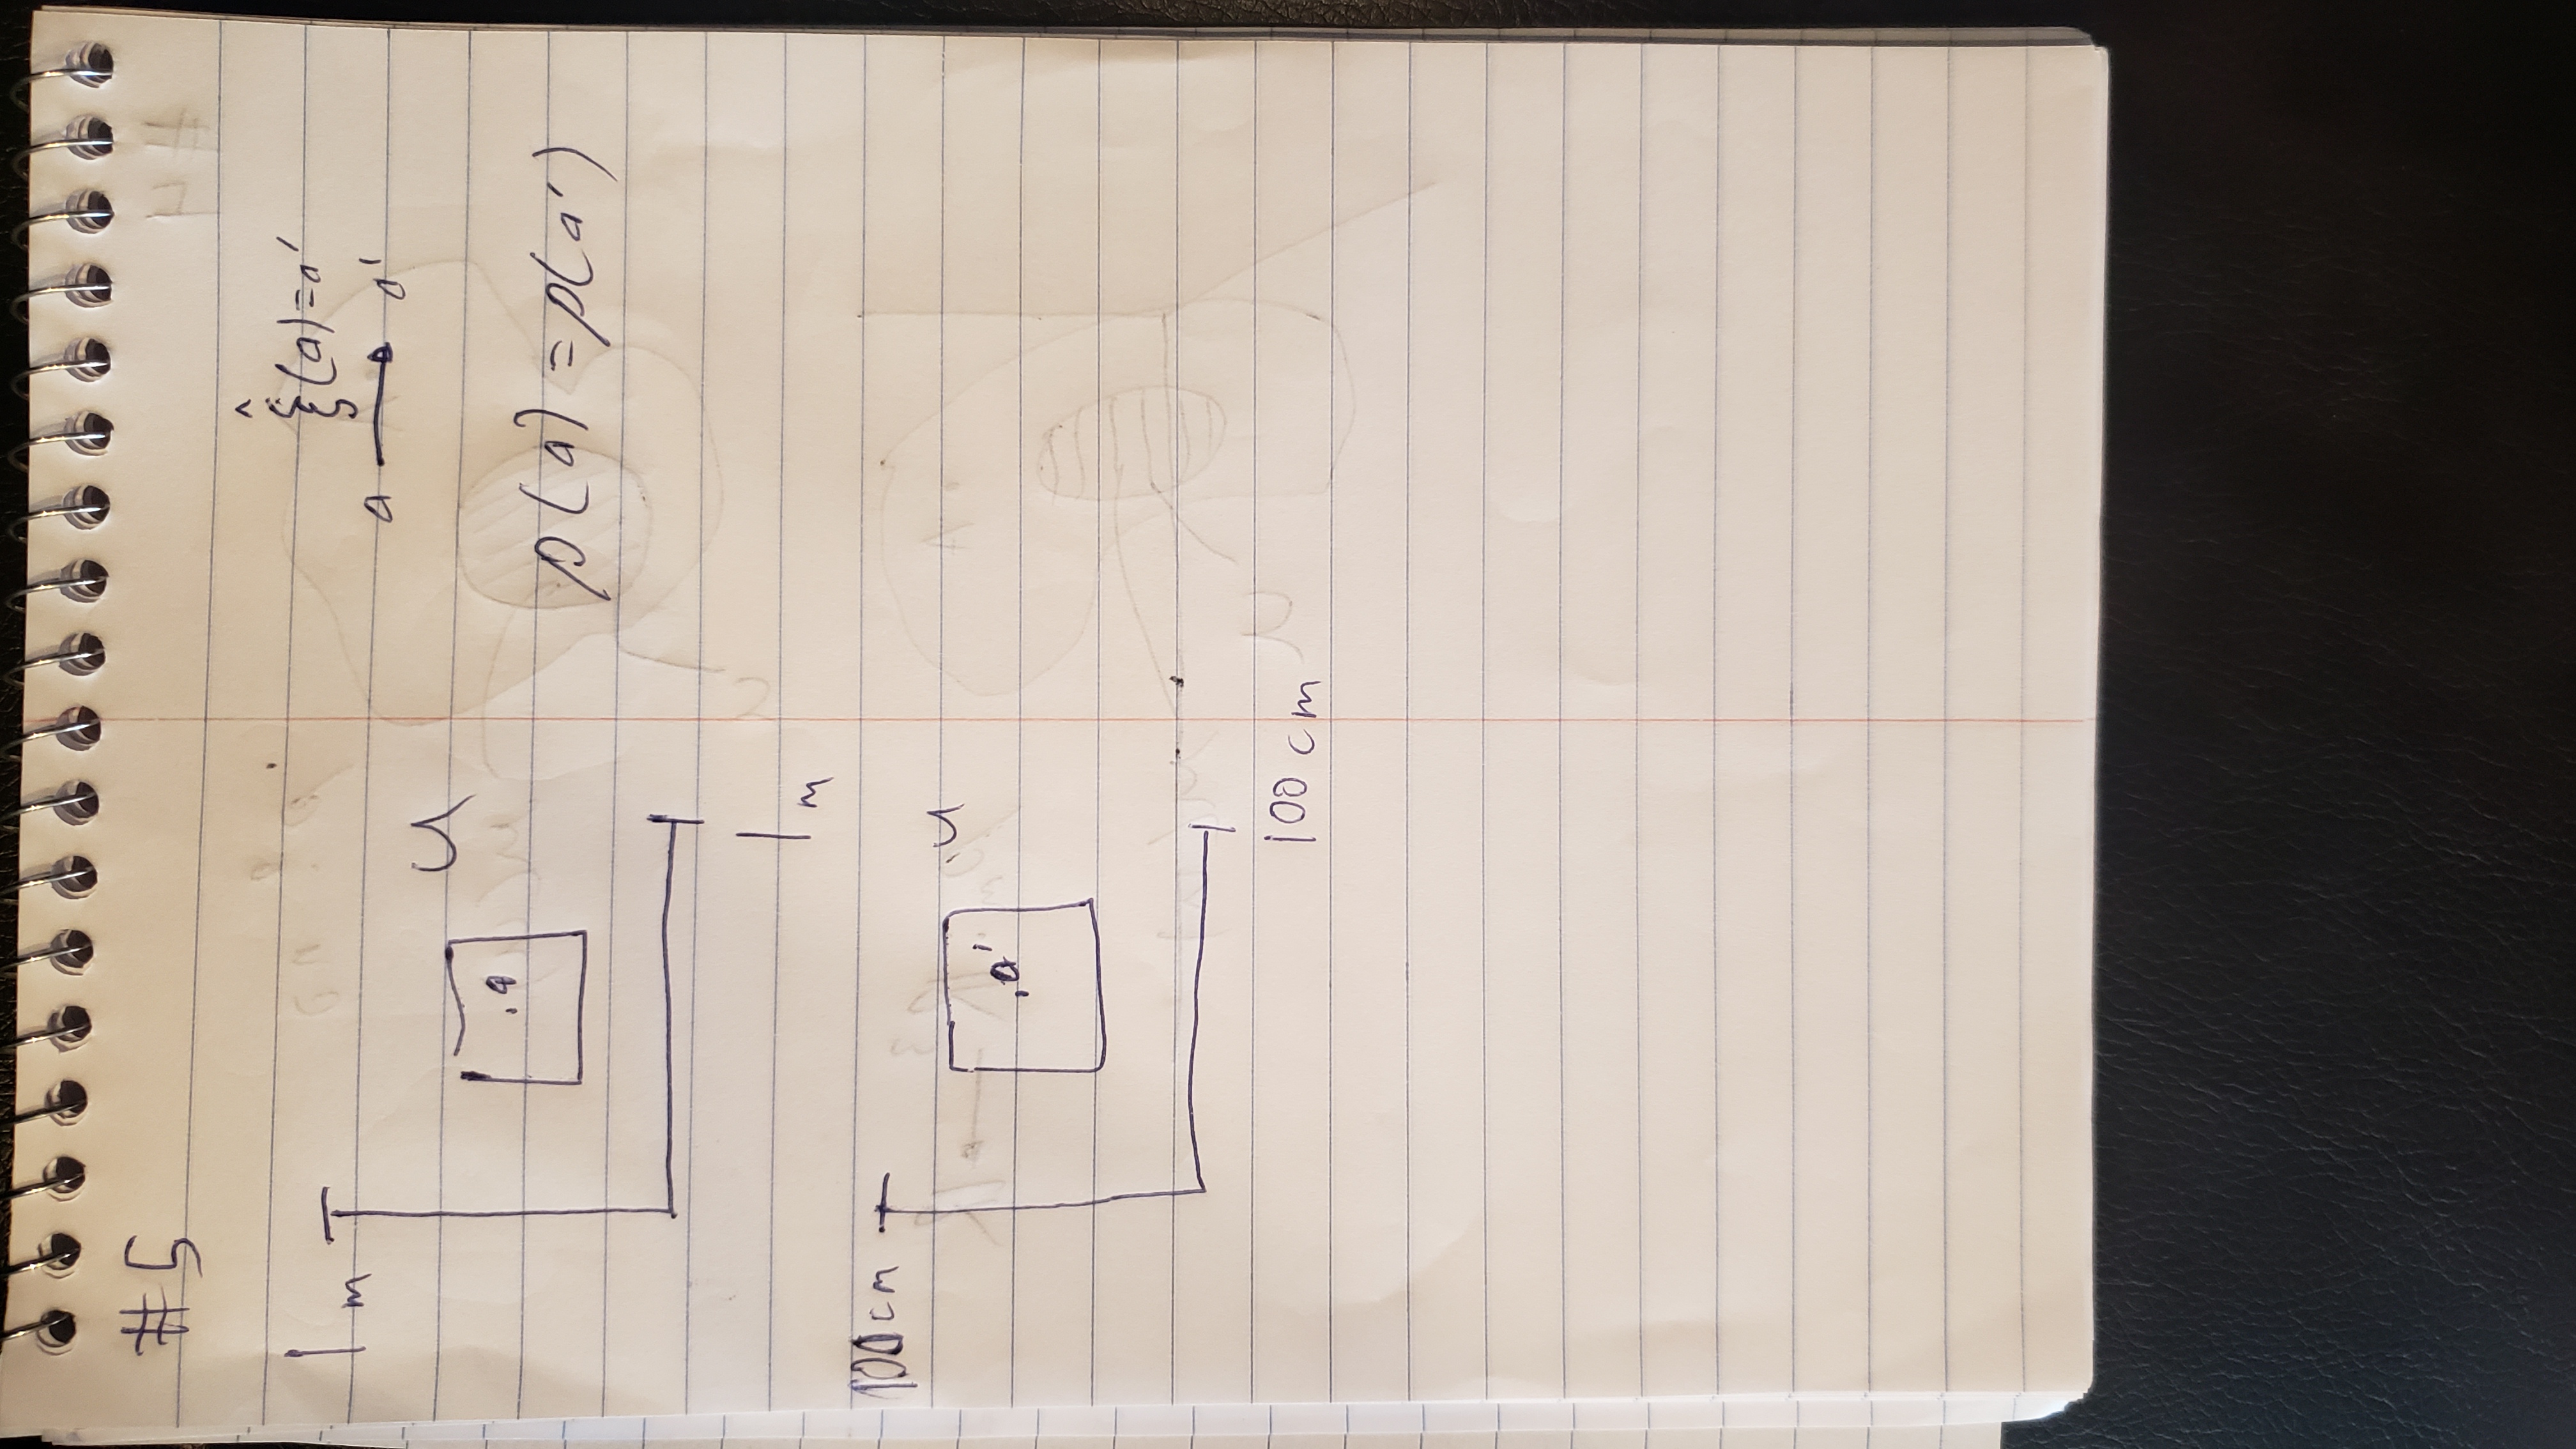 #5
ξ̂(a)=a'
1 m
a → a'
U
.a
ρ(a) = ρ(a')
1 m
100 cm
U
.a'
100 cm